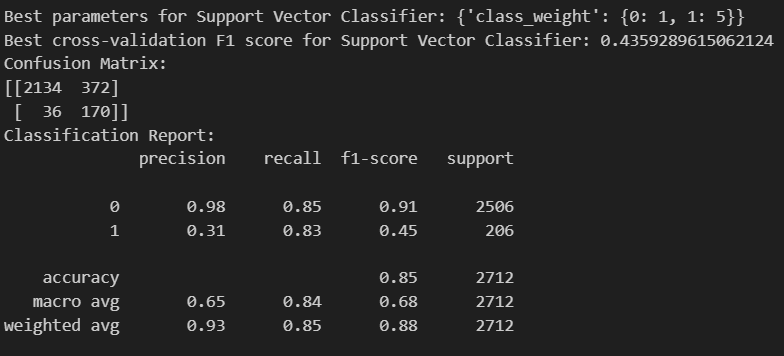 Best parameters for Support Vector Classifier: {'class_weight': {0: 1, 1: 5}}
Best cross-validation F1 score for Support Vector Classifier: 0.4359289615062124
Confusion Matrix:
[[2134  372]
 [  36  170]]
Classification Report:
              precision    recall  f1-score   support

           0       0.98      0.85      0.91      2506
           1       0.31      0.83      0.45       206

    accuracy                           0.85      2712
   macro avg       0.65      0.84      0.68      2712
weighted avg       0.93      0.85      0.88      2712